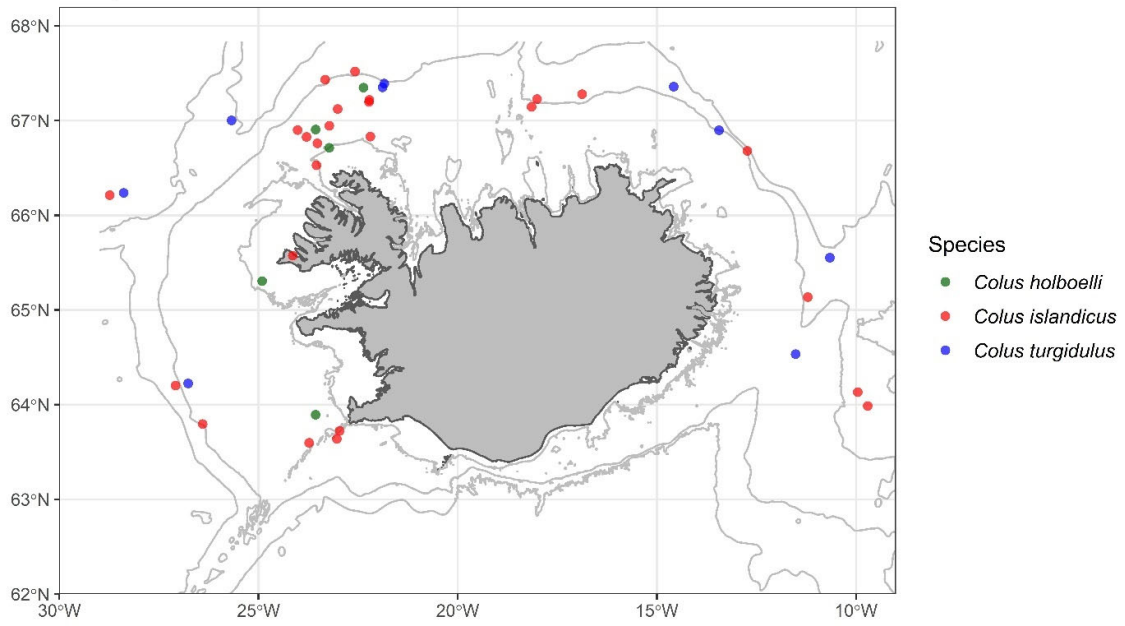 68°N
67°N
66°N
65°N
64°N
63°N
62°N
30°W
25°W
20°W
15°W
10°W
Species
Colus holboelli
Colus islandicus
Colus turgidulus